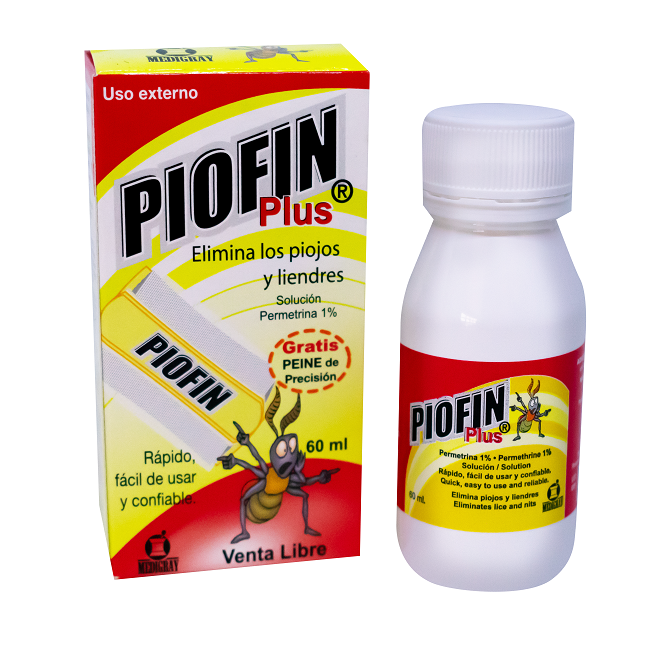 MEDIGRAY
Uso externo
PIOFIN
Plus®
Elimina los piojos
y liendres
Solución
Permetrina 1%
Gratis
PEINE de
Precisión
PIOFIN
60 ml
Rápido,
fácil de usar
y confiable.
Venta Libre
MEDIGRAY
PIOFIN
Plus®
Permetrina 1% • Permethrine 1%
Solución / Solution
Rápido, fácil de usar y confiable.
Quick, easy to use and reliable.
60 mL
Elimina piojos y liendres
Eliminates lice and nits
MEDIGRAY